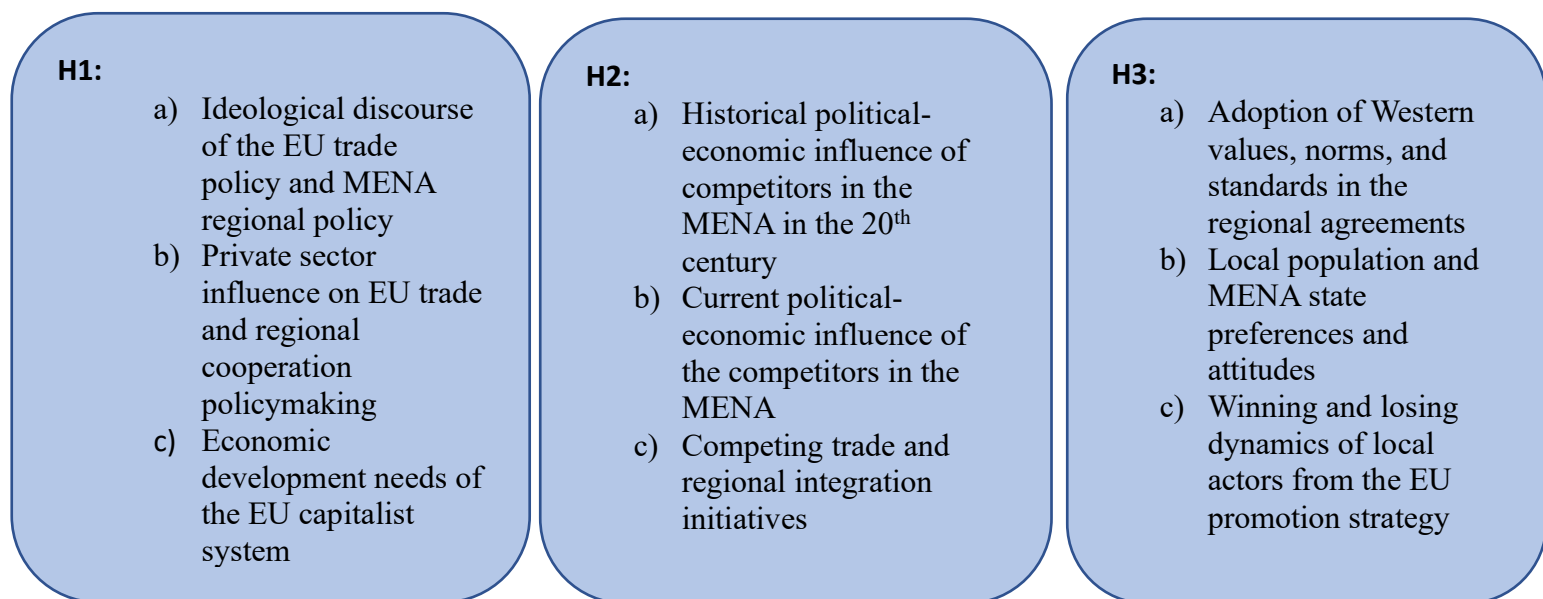 H1:
a) Ideological discourse
of the EU trade
policy and MENA
regional policy
b) Private sector
influence on EU trade
and regional
cooperation
policymaking
c) Economic
development needs of
the EU capitalist
system
H2:
a) Historical political-
economic influence of
competitors in the
MENA in the 20th
century
b) Current political-
economic influence of
the competitors in the
MENA
c) Competing trade and
regional integration
initiatives
H3:
a) Adoption of Western
values, norms, and
standards in the
regional agreements
b) Local population and
MENA state
preferences and
attitudes
c) Winning and losing
dynamics of local
actors from the EU
promotion strategy